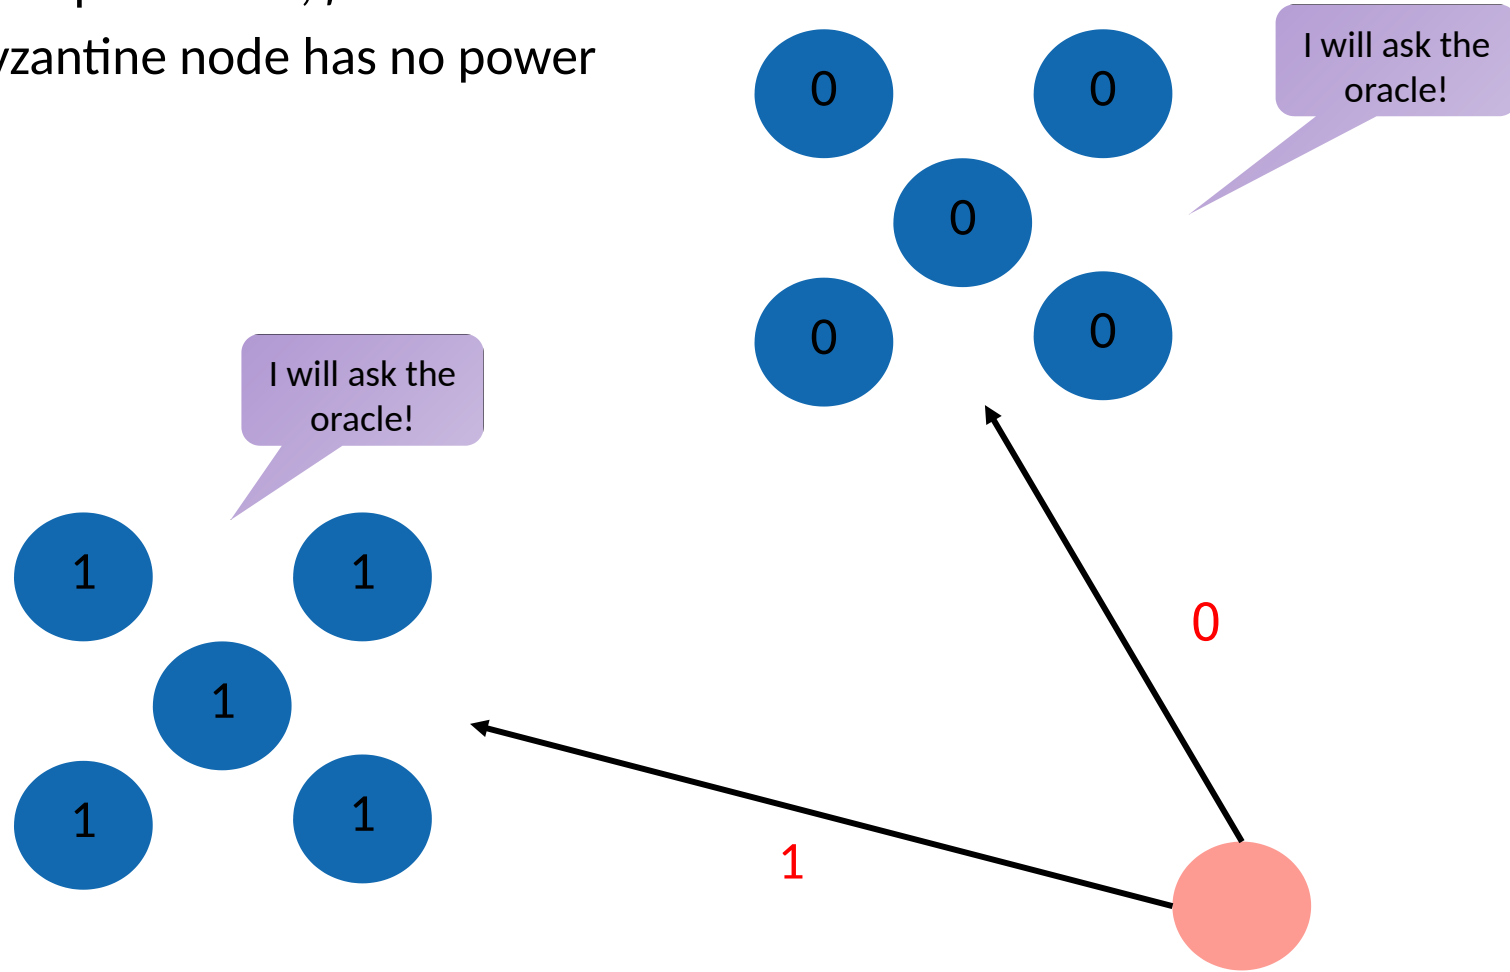 yzantine node has no power
I will ask the
oracle!
0 0
0
0 0
I will ask the
oracle!
1 1
1
1 1
0
1